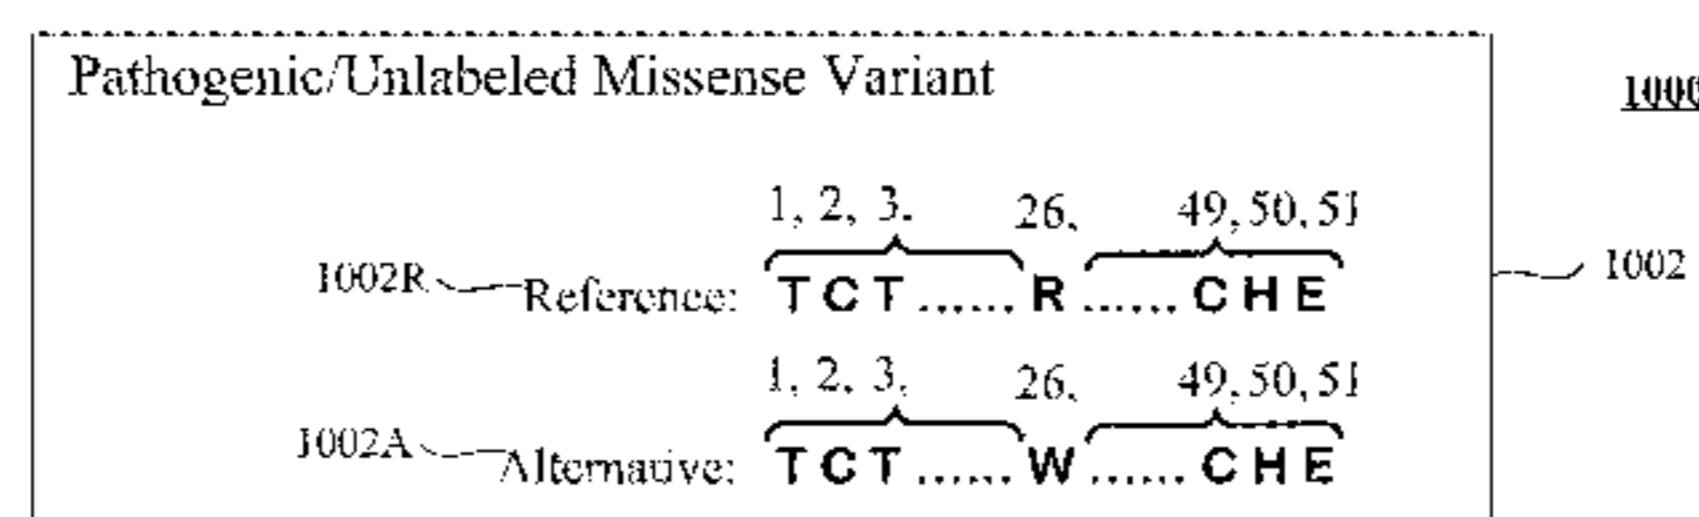 Pathogenic/Unlabeled Missense Variant
1000
1, 2, 3, 26, 49, 50, 51
1002R Reference: T C T ...... R ...... C H E 1002
1, 2, 3, 26, 49, 50, 51
1002A Alternative: T C T ...... W ...... C H E